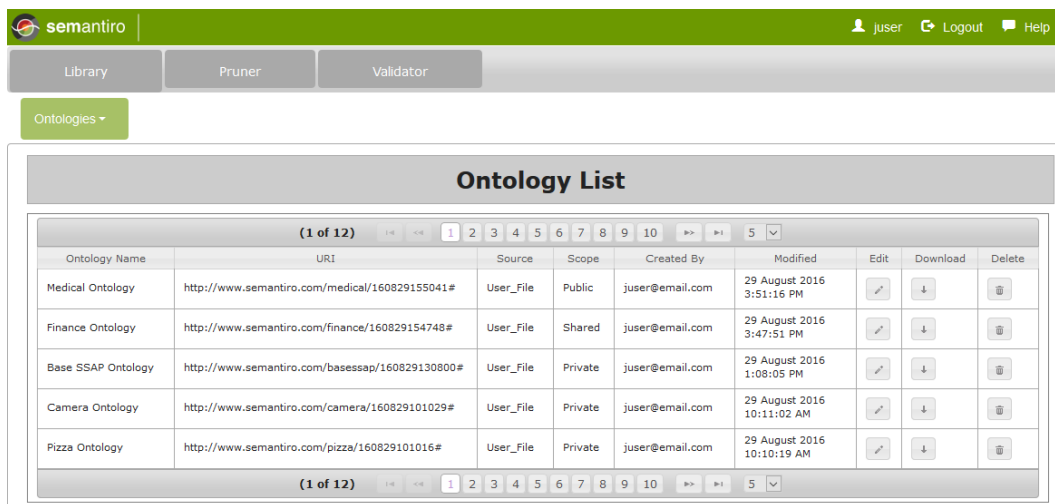 semantiro
juser Logout Help
Library Pruner Validator
Ontologies
Ontology List
(1 of 12) 1 2 3 4 5 6 7 8 9 10 5
Ontology Name URI Source Scope Created By Modified Edit Download Delete
Medical Ontology http://www.semantiro.com/medical/160829155041# User_File Public juser@email.com 29 August 2016
3:51:16 PM
Finance Ontology http://www.semantiro.com/finance/160829154748# User_File Shared juser@email.com 29 August 2016
3:47:51 PM
Base SSAP Ontology http://www.semantiro.com/basessap/160829130800# User_File Private juser@email.com 29 August 2016
1:08:05 PM
Camera Ontology http://www.semantiro.com/camera/160829101029# User_File Private juser@email.com 29 August 2016
10:11:02 AM
Pizza Ontology http://www.semantiro.com/pizza/160829101016# User_File Private juser@email.com 29 August 2016
10:10:19 AM
(1 of 12) 1 2 3 4 5 6 7 8 9 10 5